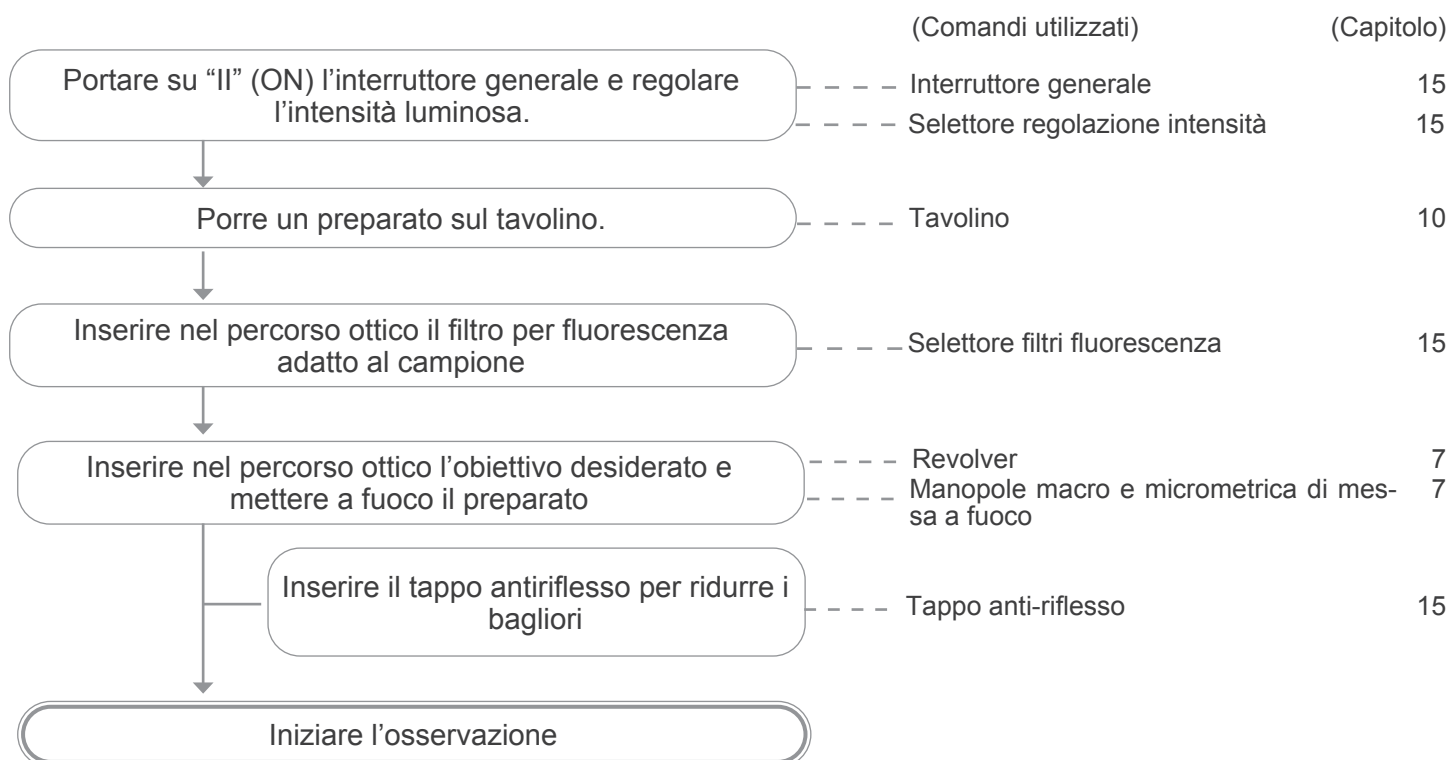 (Comandi utilizzati) (Capitolo)
Portare su “II” (ON) l’interruttore generale e regolare
l’intensità luminosa.
Interruttore generale 15
Selettore regolazione intensità 15
Porre un preparato sul tavolino.
Tavolino 10
Inserire nel percorso ottico il filtro per fluorescenza
adatto al campione
Selettore filtri fluorescenza 15
Inserire nel percorso ottico l’obiettivo desiderato e
mettere a fuoco il preparato
Revolver 7
Manopole macro e micrometrica di mes- 7
sa a fuoco
Inserire il tappo antiriflesso per ridurre i
bagliori
Tappo anti-riflesso 15
Iniziare l’osservazione